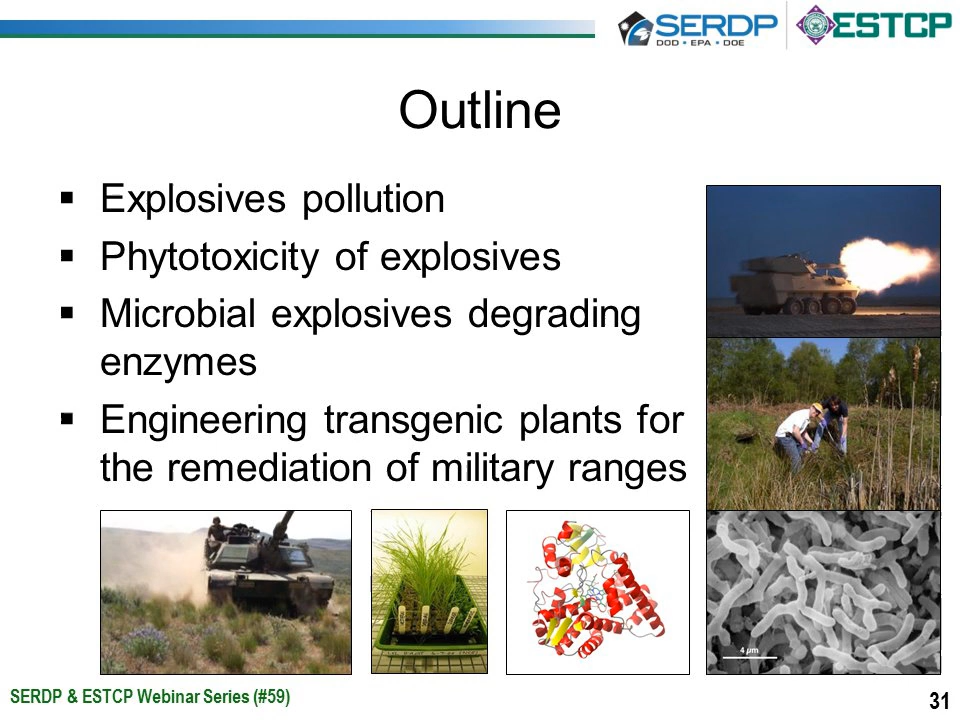 SERDP
DOD • EPA • DOE
ESTCP
Outline
▪ Explosives pollution
▪ Phytotoxicity of explosives
▪ Microbial explosives degrading
enzymes
▪ Engineering transgenic plants for
the remediation of military ranges
4 µm
SERDP & ESTCP Webinar Series (#59)
31